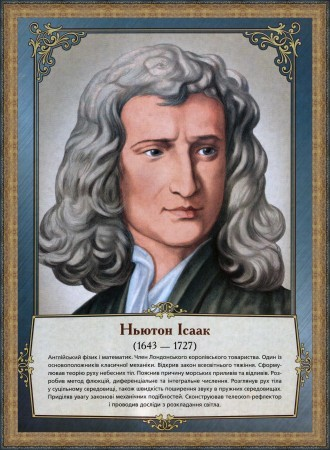 Ньютон Ісаак
(1643 — 1727)
Англійський фізик і математик. Член Лондонського королівського товариства. Один із
основоположників класичної механіки. Відкрив закон всесвітнього тяжіння. Сформу-
лював теорію руху небесних тіл. Пояснив причину морських приливів та відливів. Роз-
робив метод флюксій, диференціальне та інтегральне числення. Розглянув рух тіла
у суцільному середовищі, також швидкість поширення звуку в пружних середовищах.
Приділяв увагу законові механічних подібностей. Сконструював телескоп-рефлектор
і проводив досліди з розкладання світла.